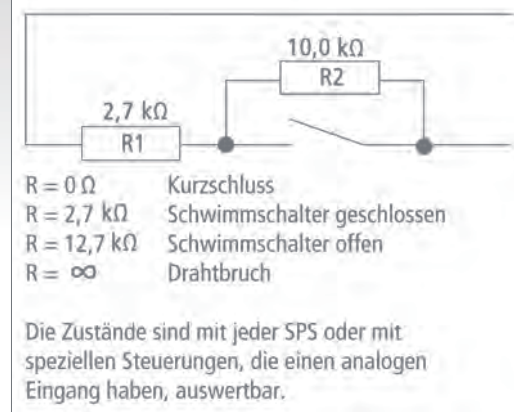 10,0 kΩ
R2
2,7 kΩ
R1
R = 0 Ω Kurzschluss
R = 2,7 kΩ Schwimmschalter geschlossen
R = 12,7 kΩ Schwimmschalter offen
R = ∞ Drahtbruch
Die Zustände sind mit jeder SPS oder mit
speziellen Steuerungen, die einen analogen
Eingang haben, auswertbar.